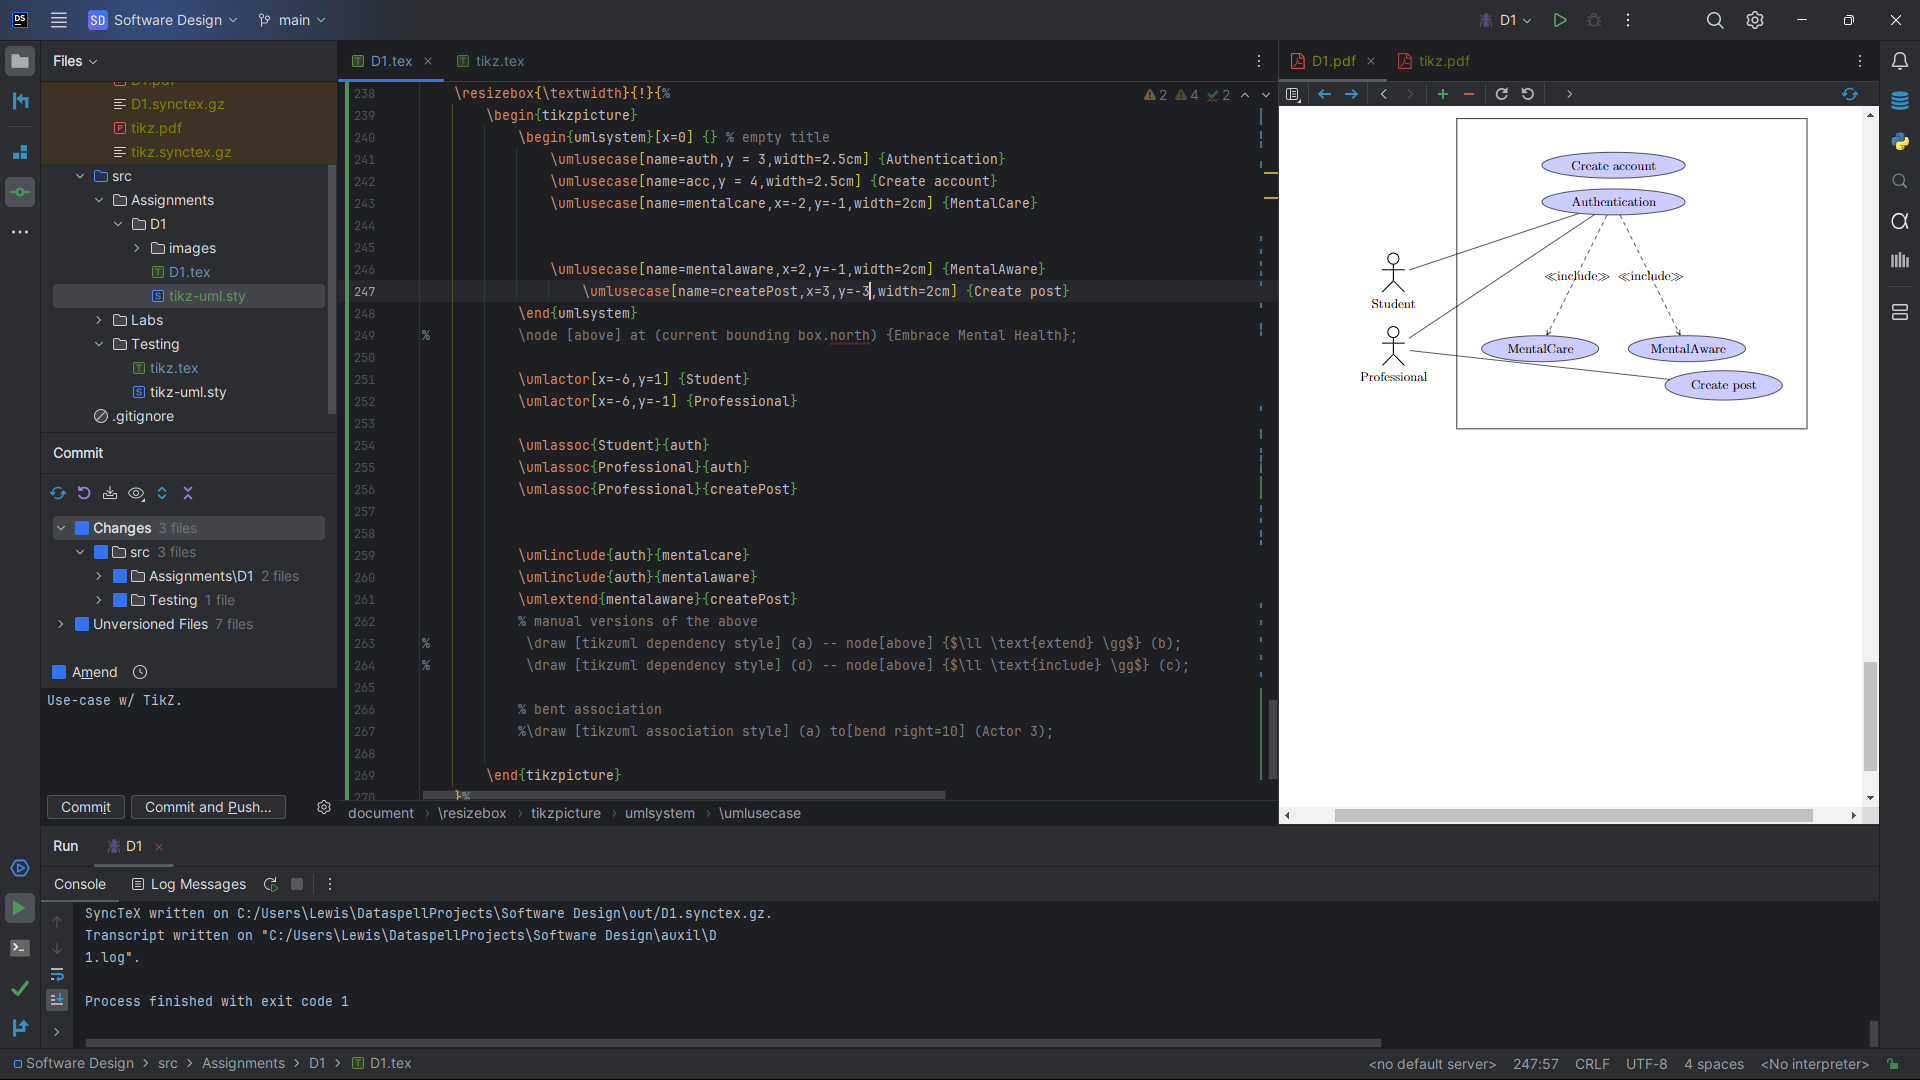 DS
SD Software Design main
D1
Files
D1.pdf
D1.synctex.gz
tikz.pdf
tikz.synctex.gz
src
Assignments
D1
images
D1.tex
tikz-uml.sty
Labs
Testing
tikz.tex
tikz-uml.sty
.gitignore
Commit
Changes 3 files
src 3 files
Assignments\D1 2 files
Testing 1 file
Unversioned Files 7 files
Amend
Use-case w/ TikZ.
Commit Commit and Push...
D1.tex tikz.tex
2 4 2
238 \resizebox{\textwidth}{!}{%
239 \begin{tikzpicture}
240 \begin{umlsystem}[x=0] {} % empty title
241 \umlusecase[name=auth,y = 3,width=2.5cm] {Authentication}
242 \umlusecase[name=acc,y = 4,width=2.5cm] {Create account}
243 \umlusecase[name=mentalcare,x=-2,y=-1,width=2cm] {MentalCare}
244
245
246 \umlusecase[name=mentalaware,x=2,y=-1,width=2cm] {MentalAware}
247 \umlusecase[name=createPost,x=3,y=-3,width=2cm] {Create post}
248 \end{umlsystem}
249 % \node [above] at (current bounding box.north) {Embrace Mental Health};
250
251 \umlactor[x=-6,y=1] {Student}
252 \umlactor[x=-6,y=-1] {Professional}
253
254 \umlassoc{Student}{auth}
255 \umlassoc{Professional}{auth}
256 \umlassoc{Professional}{createPost}
257
258
259 \umlinclude{auth}{mentalcare}
260 \umlinclude{auth}{mentalaware}
261 \umlextend{mentalaware}{createPost}
262 % manual versions of the above
263 % \draw [tikzuml dependency style] (a) -- node[above] {$\ll \text{extend} \gg$} (b);
264 % \draw [tikzuml dependency style] (d) -- node[above] {$\ll \text{include} \gg$} (c);
265
266 % bent association
267 %\draw [tikzuml association style] (a) to[bend right=10] (Actor 3);
268
269 \end{tikzpicture}
270 }%
document › \resizebox › tikzpicture › umlsystem › \umlusecase
D1.pdf tikz.pdf
Create account
Authentication
≪include≫ ≪include≫
Student
MentalCare MentalAware
Professional
Create post
Run D1
Console Log Messages
SyncTeX written on C:/Users\Lewis\DataspellProjects\Software Design\out/D1.synctex.gz.
Transcript written on "C:/Users\Lewis\DataspellProjects\Software Design\auxil\D
1.log".
Process finished with exit code 1
Software Design › src › Assignments › D1 › D1.tex
<no default server> 247:57 CRLF UTF-8 4 spaces <No interpreter>